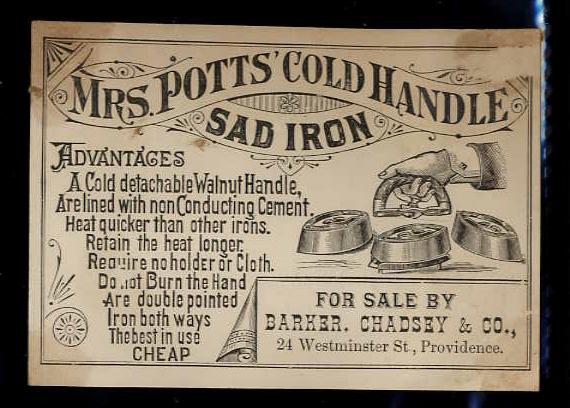 MRS. POTTS' COLD HANDLE
SAD IRON
ADVANTAGES
A Cold detachable Walnut Handle,
Are lined with non Conducting Cement
Heat quicker than other irons.
Retain the heat longer.
Require no holder or Cloth.
Do not Burn the Hand
Are double pointed
Iron both ways
The best in use
CHEAP
FOR SALE BY
BARKER, CHADSEY & CO.,
24 Westminster St., Providence.